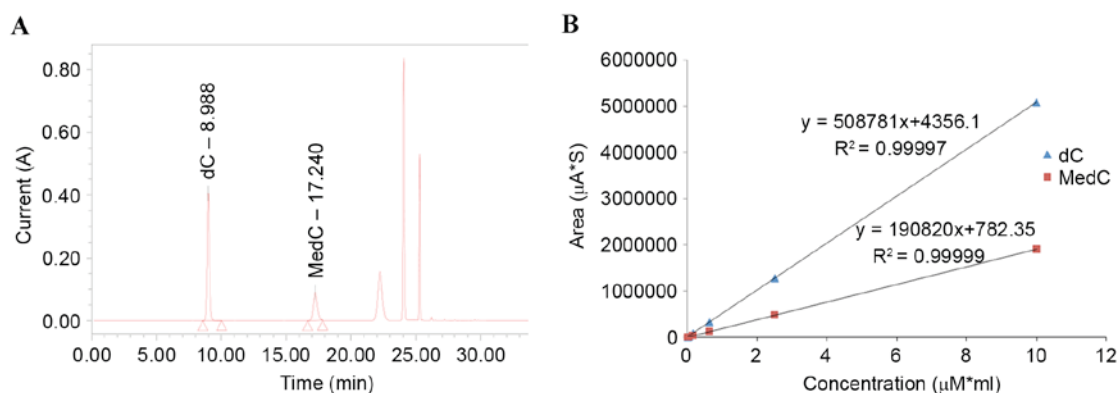 A
0.80
0.60
0.40
0.20
0.00
Current (A)
dC – 8.988
MedC – 17.240
0.00 5.00 10.00 15.00 20.00 25.00 30.00
Time (min)
B
6000000
5000000
4000000
3000000
2000000
1000000
0
Area (μA*S)
y = 508781x+4356.1
R² = 0.99997
y = 190820x+782.35
R² = 0.99999
dC
MedC
0 2 4 6 8 10 12
Concentration (μM*ml)